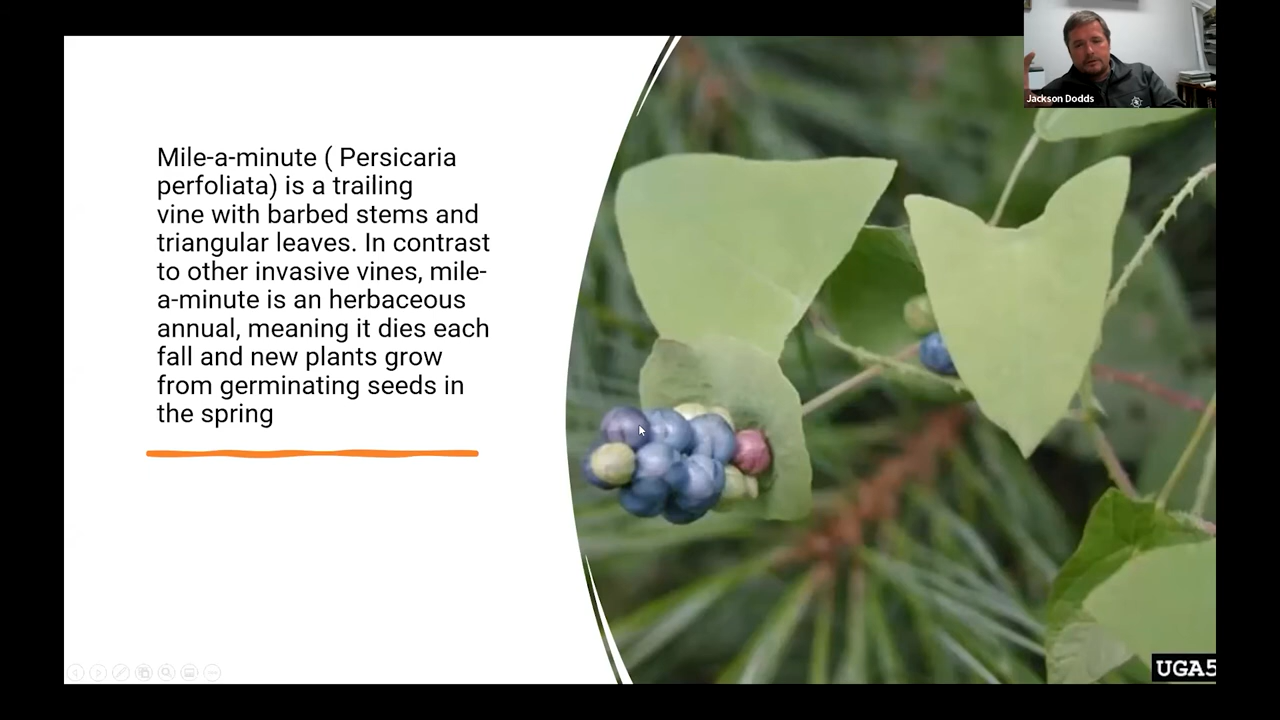 Jackson Dodds
Mile-a-minute ( Persicaria
perfoliata) is a trailing
vine with barbed stems and
triangular leaves. In contrast
to other invasive vines, mile-
a-minute is an herbaceous
annual, meaning it dies each
fall and new plants grow
from germinating seeds in
the spring
UGA5